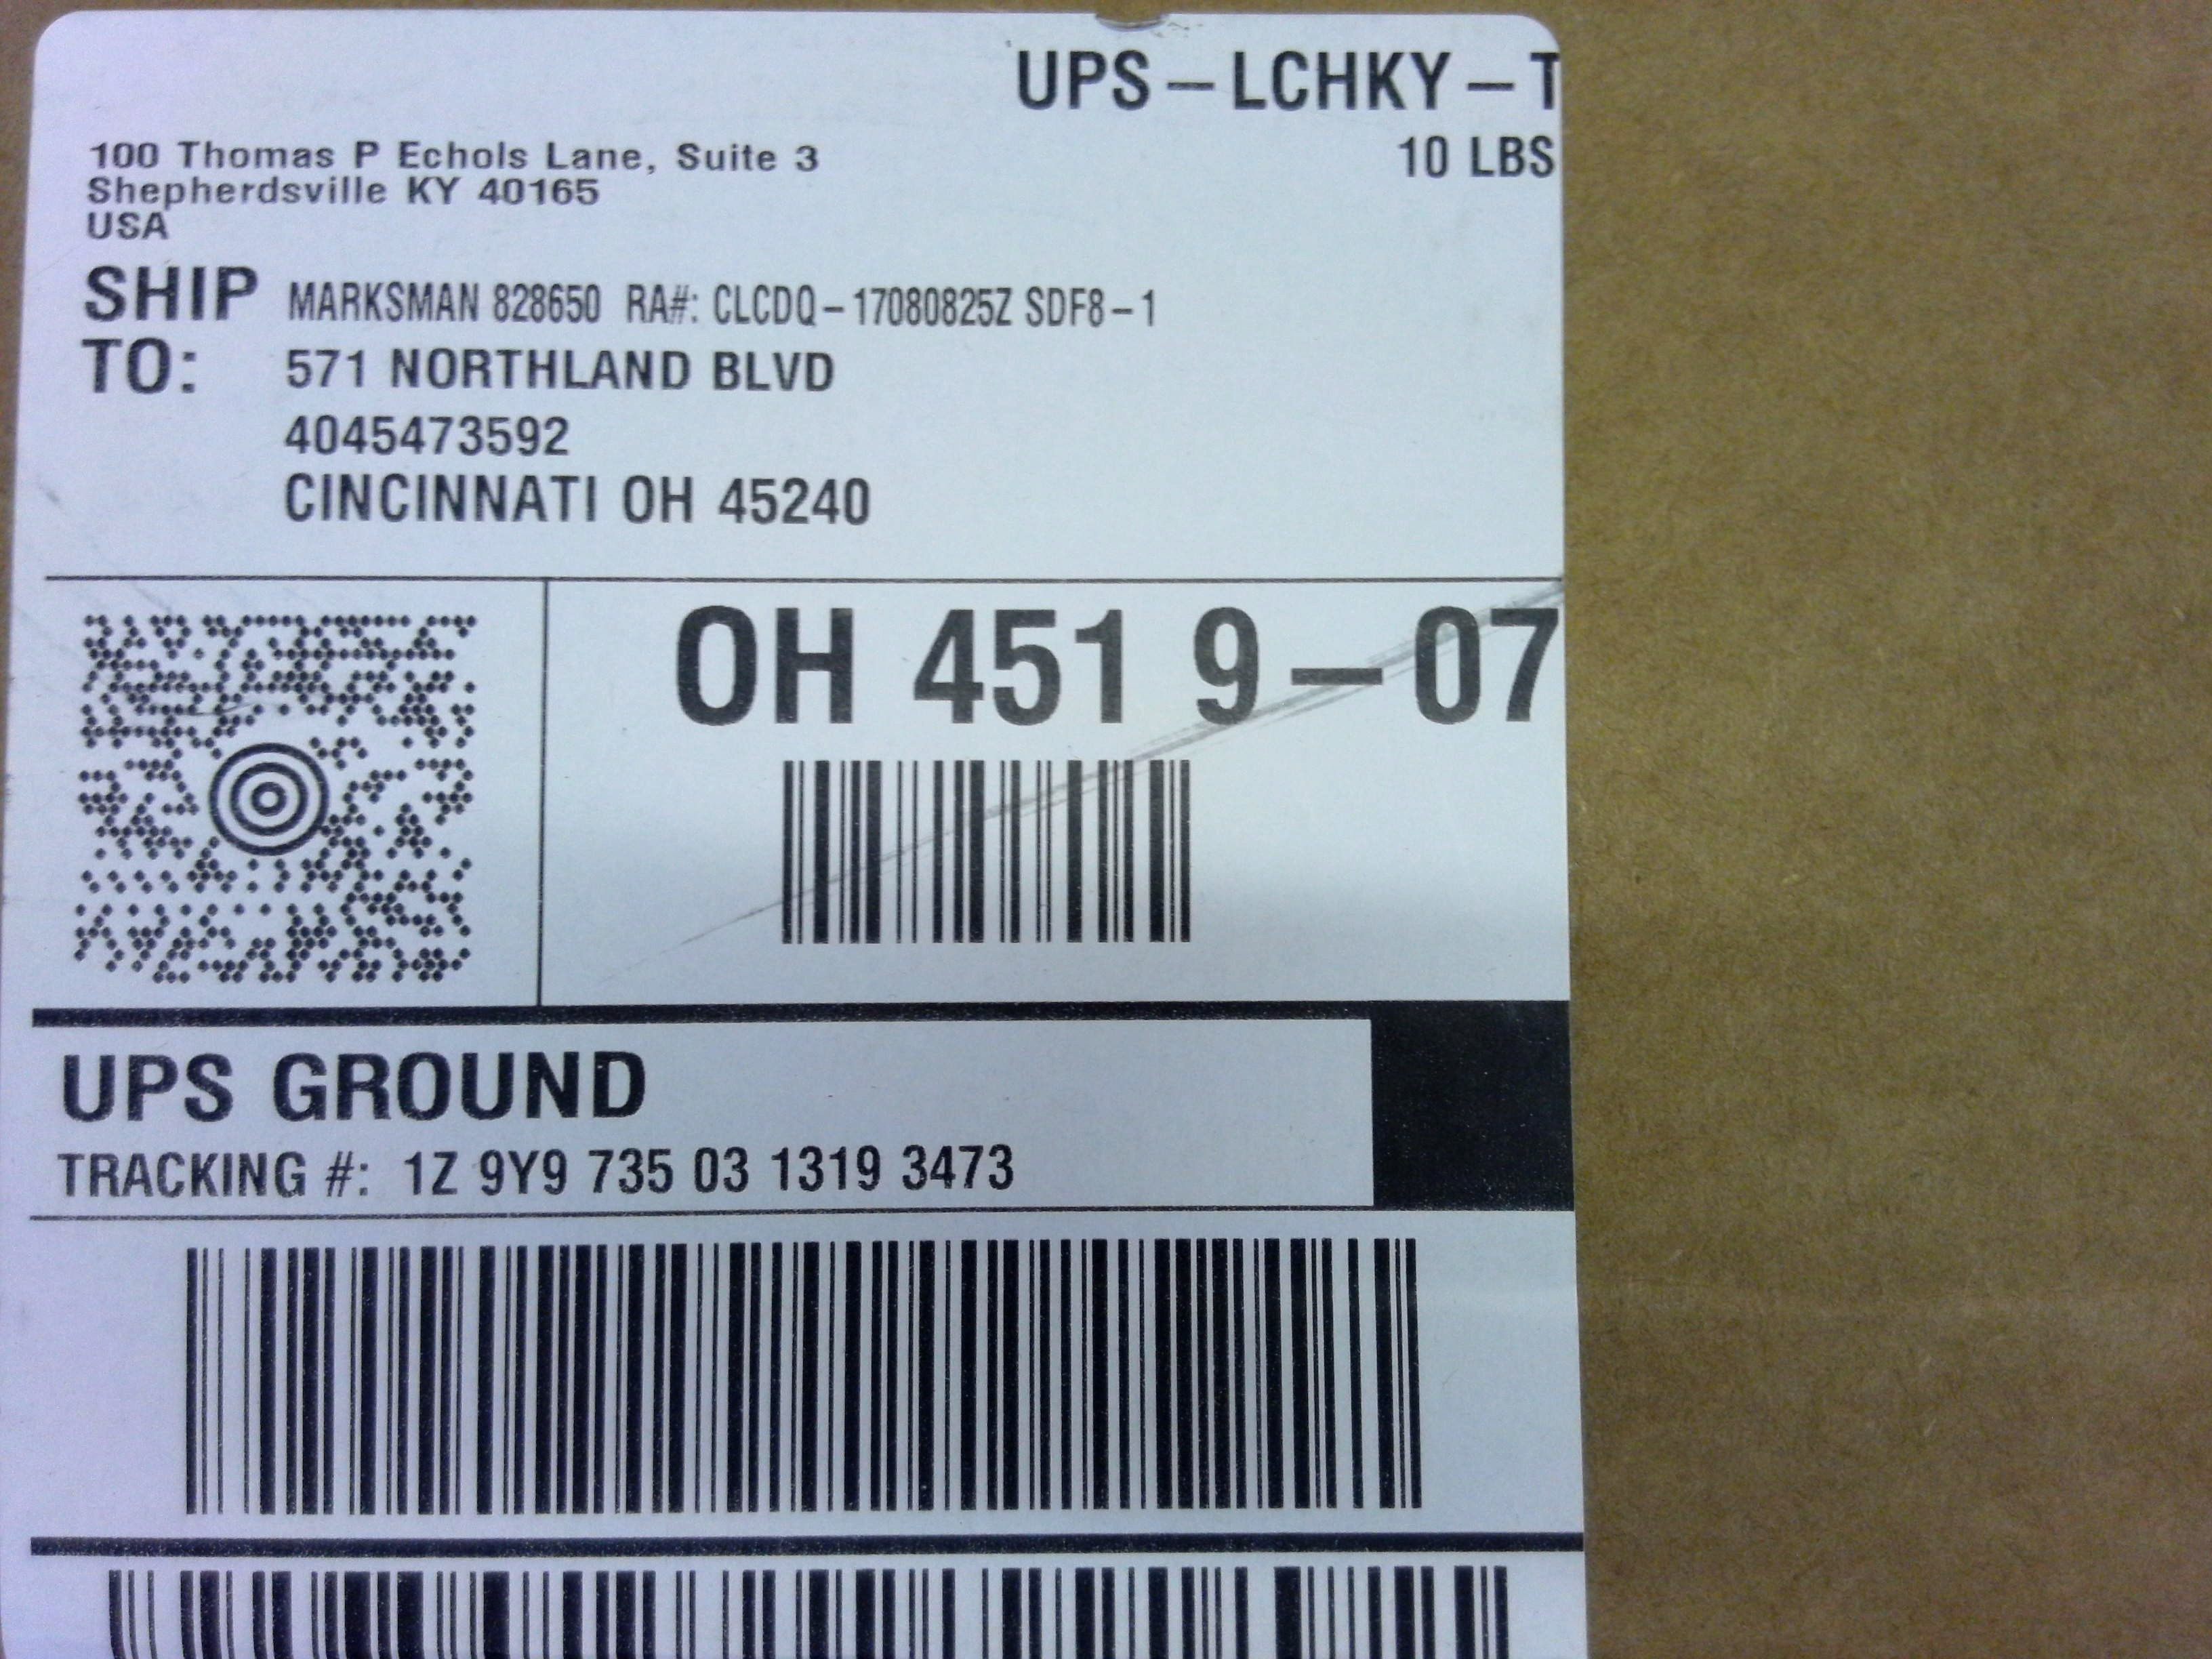 UPS – LCHKY – T
10 LBS
100 Thomas P Echols Lane, Suite 3
Shepherdsville KY 40165
USA
SHIP TO:
MARKSMAN 828650 RA#: CLCDQ – 17080825Z SDF8 – 1
571 NORTHLAND BLVD
4045473592
CINCINNATI OH 45240
OH 451 9 – 07
UPS GROUND
TRACKING #: 1Z 9Y9 735 03 1319 3473